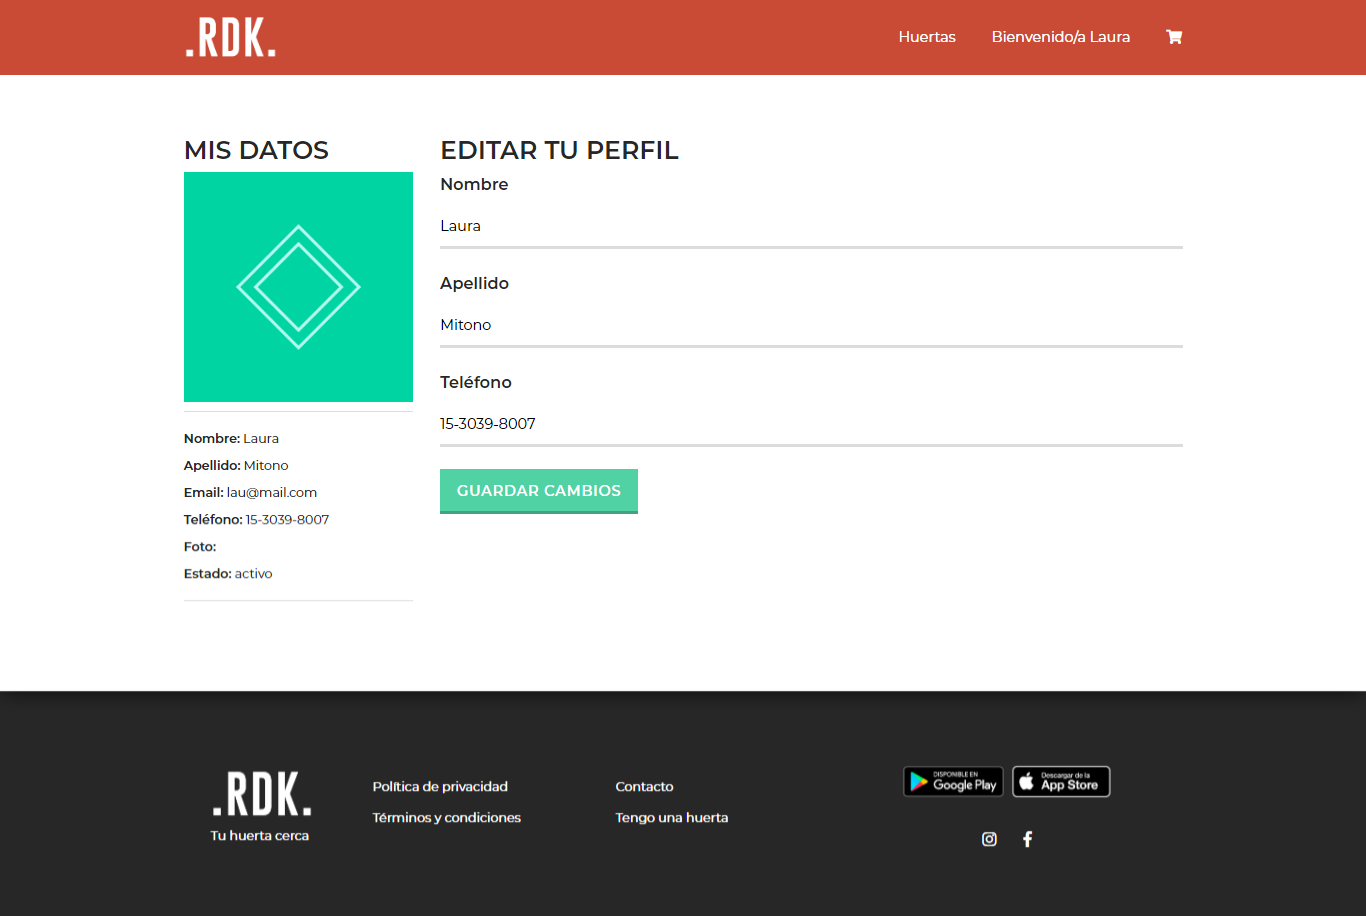 .RDK.
Huertas
Bienvenido/a Laura
MIS DATOS
Nombre: Laura
Apellido: Mitono
Email: lau@mail.com
Teléfono: 15-3039-8007
Foto:
Estado: activo
EDITAR TU PERFIL
Nombre
Laura
Apellido
Mitono
Teléfono
15-3039-8007
GUARDAR CAMBIOS
.RDK.
Tu huerta cerca
Política de privacidad
Términos y condiciones
Contacto
Tengo una huerta
DISPONIBLE EN
Google Play
Descargar de la
App Store